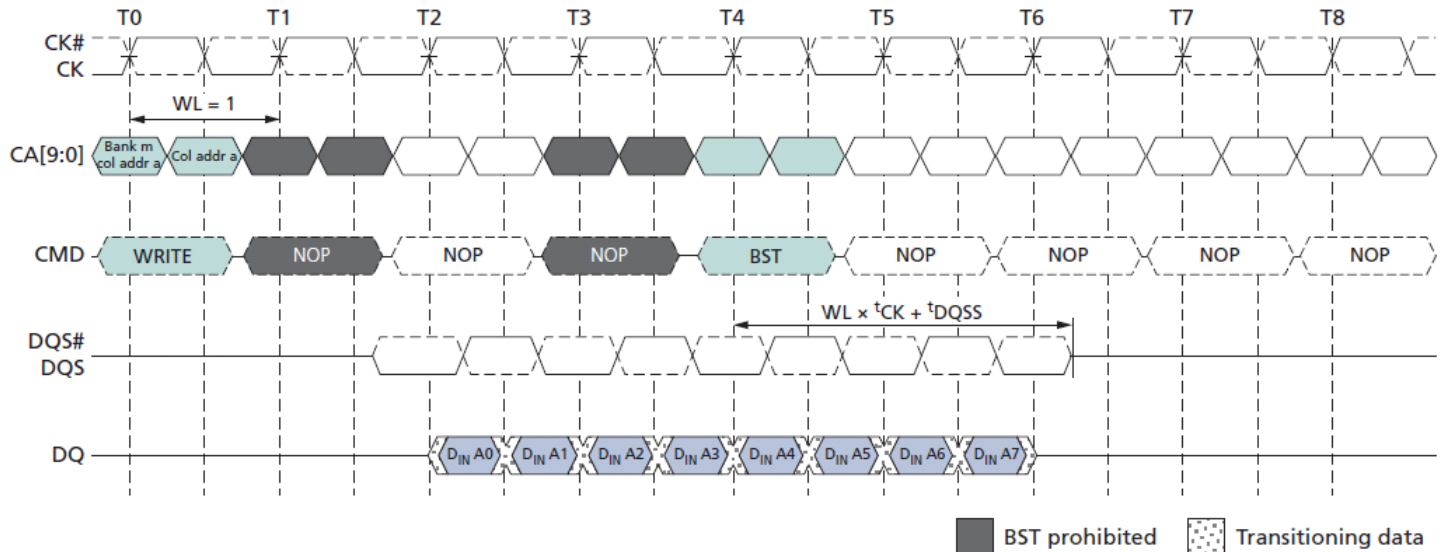 T0 T1 T2 T3 T4 T5 T6 T7 T8
CK#
CK
WL = 1
CA[9:0] Bank m col addr a Col addr a
CMD WRITE NOP NOP NOP BST NOP NOP NOP NOP
WL × tCK + tDQSS
DQS#
DQS
DQ DIN A0 DIN A1 DIN A2 DIN A3 DIN A4 DIN A5 DIN A6 DIN A7
BST prohibited Transitioning data